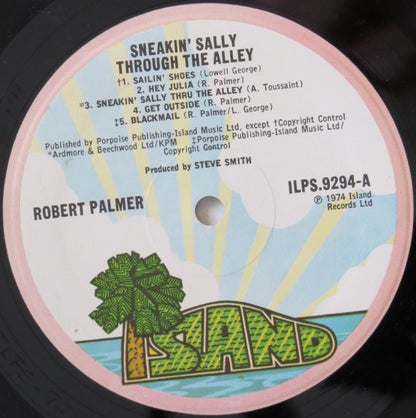 SNEAKIN' SALLY
THROUGH THE ALLEY
†1. SAILIN' SHOES (Lowell George)
2. HEY JULIA (R. Palmer)
*3. SNEAKIN' SALLY THRU THE ALLEY (A. Toussaint)
4. GET OUTSIDE (R. Palmer)
‡5. BLACKMAIL (R. Palmer/L. George)
Published by Porpoise Publishing-Island Music Ltd, except †Copyright Control
*Ardmore & Beechwood Ltd/KPM ‡Porpoise Publishing-Island Music Ltd/
Copyright Control
Produced by STEVE SMITH
ROBERT PALMER
ILPS.9294-A
℗ 1974 Island
Records Ltd
ISLAND